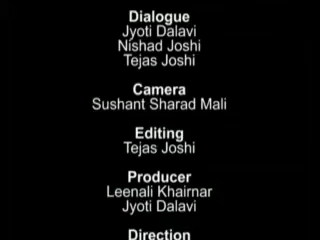 Dialogue
Jyoti Dalavi
Nishad Joshi
Tejas Joshi
Camera
Sushant Sharad Mali
Editing
Tejas Joshi
Producer
Leenali Khairnar
Jyoti Dalavi
Direction